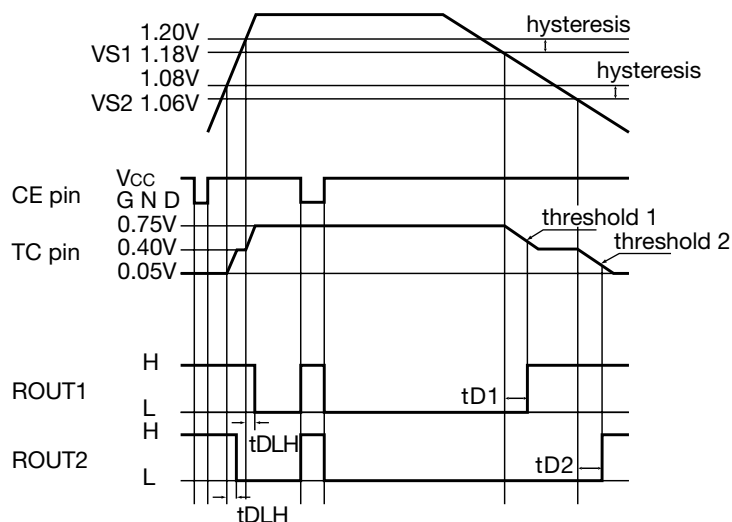 1.20V
hysteresis
VS1 1.18V
1.08V
hysteresis
VS2 1.06V
CE pin
VCC
G N D
TC pin
0.75V
0.40V
0.05V
threshold 1
threshold 2
ROUT1
H
L
tD1
tDLH
ROUT2
H
L
tD2
tDLH